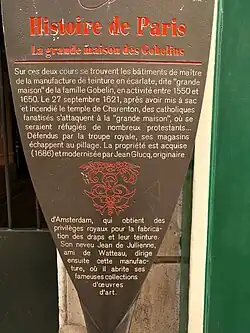 Histoire de Paris
La grande maison des Gobelins
Sur ces deux cours se trouvent les bâtiments de maître
de la manufacture de teinture en écarlate, dite "grande
maison" de la famille Gobelin, en activité entre 1550 et
1650. Le 27 septembre 1621, après avoir mis à sac
et incendié le temple de Charenton, des catholiques
fanatisés s'attaquent à la "grande maison", où se
seraient réfugiés de nombreux protestants...
Défendus par la troupe royale, ses magasins
échappent au pillage. La propriété est acquise
(1686) et modernisée par Jean Glucq, originaire
d'Amsterdam, qui obtient des
privilèges royaux pour la fabrica-
tion des draps et leur teinture.
Son neveu Jean de Jullienne,
ami de Watteau, dirige
ensuite cette manufac-
ture, où il abrite ses
fameuses collections
d'œuvres
d'art.